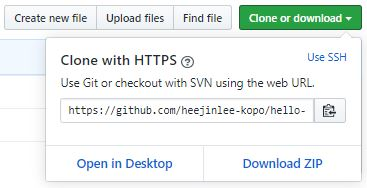 Create new file Upload files Find file Clone or download
Clone with HTTPS ? Use SSH
Use Git or checkout with SVN using the web URL.
https://github.com/heejinlee-kopo/hello-
Open in Desktop Download ZIP